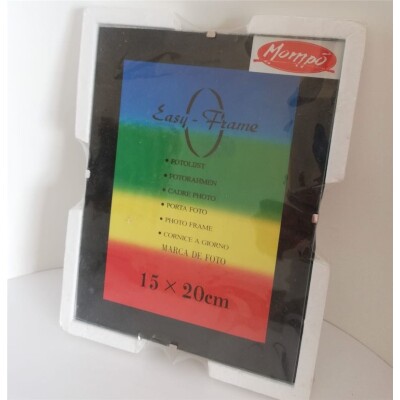 Mompó
Easy-Frame
• FOTOLIJST
• FOTORAHMEN
• CADRE PHOTO
• PORTA FOTO
• PHOTO FRAME
• CORNICE A GIORNO
MARCA DE FOTO
15 × 20cm